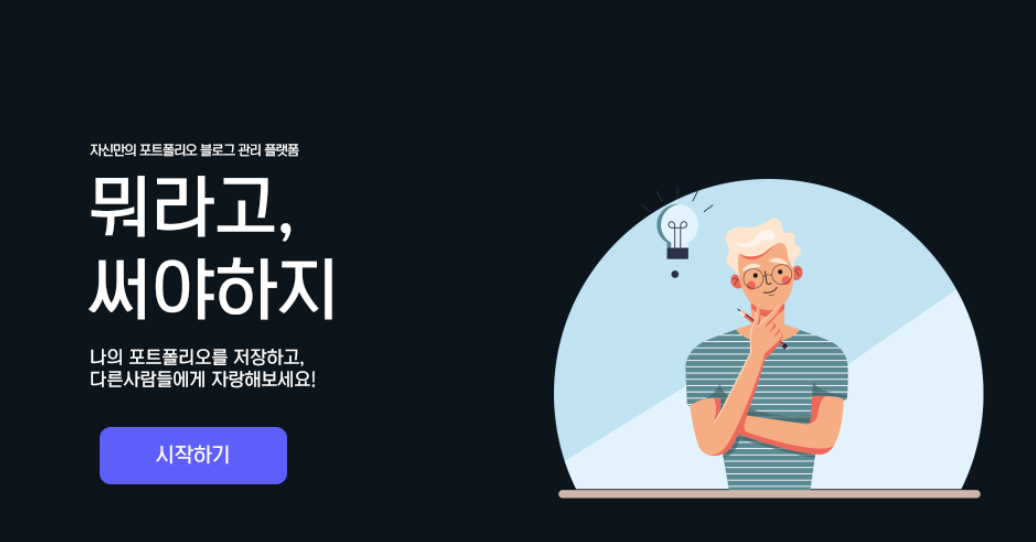 자신만의 포트폴리오 블로그 관리 플랫폼
뭐라고,
써야하지
나의 포트폴리오를 저장하고,
다른사람들에게 자랑해보세요!
시작하기